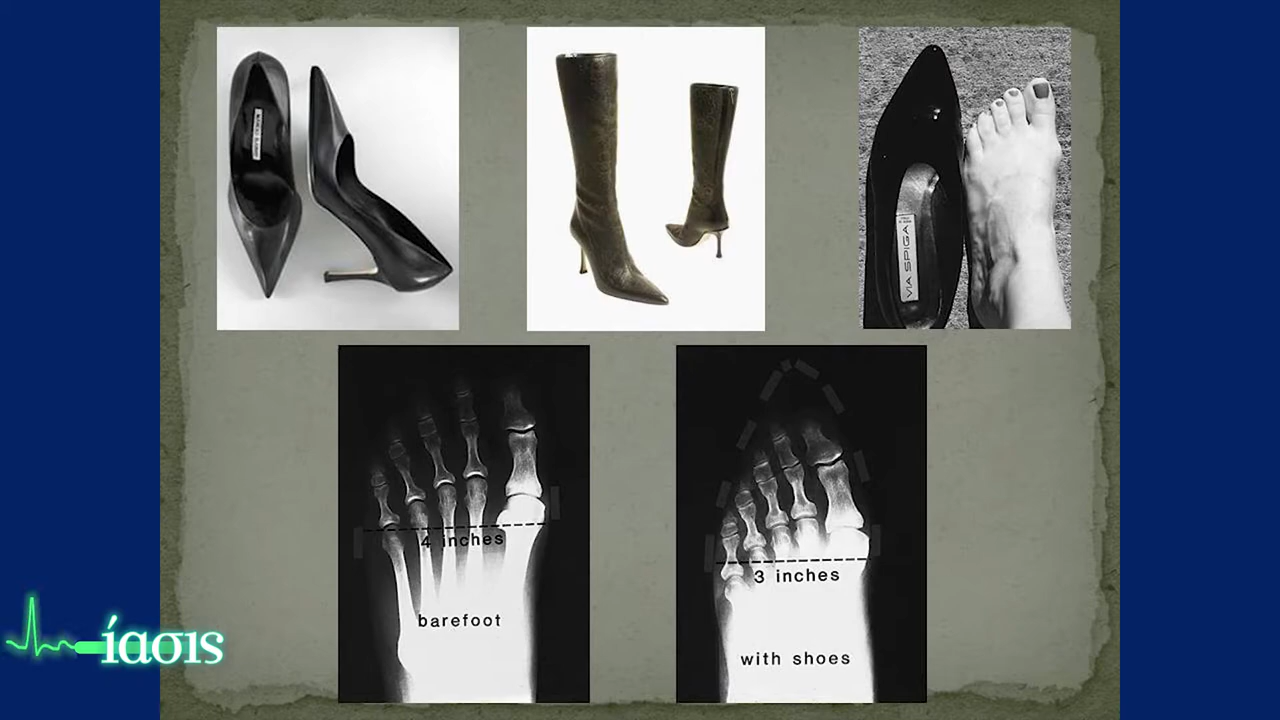 VIA SPIGA
4 inches
barefoot
3 inches
with shoes
ίασις